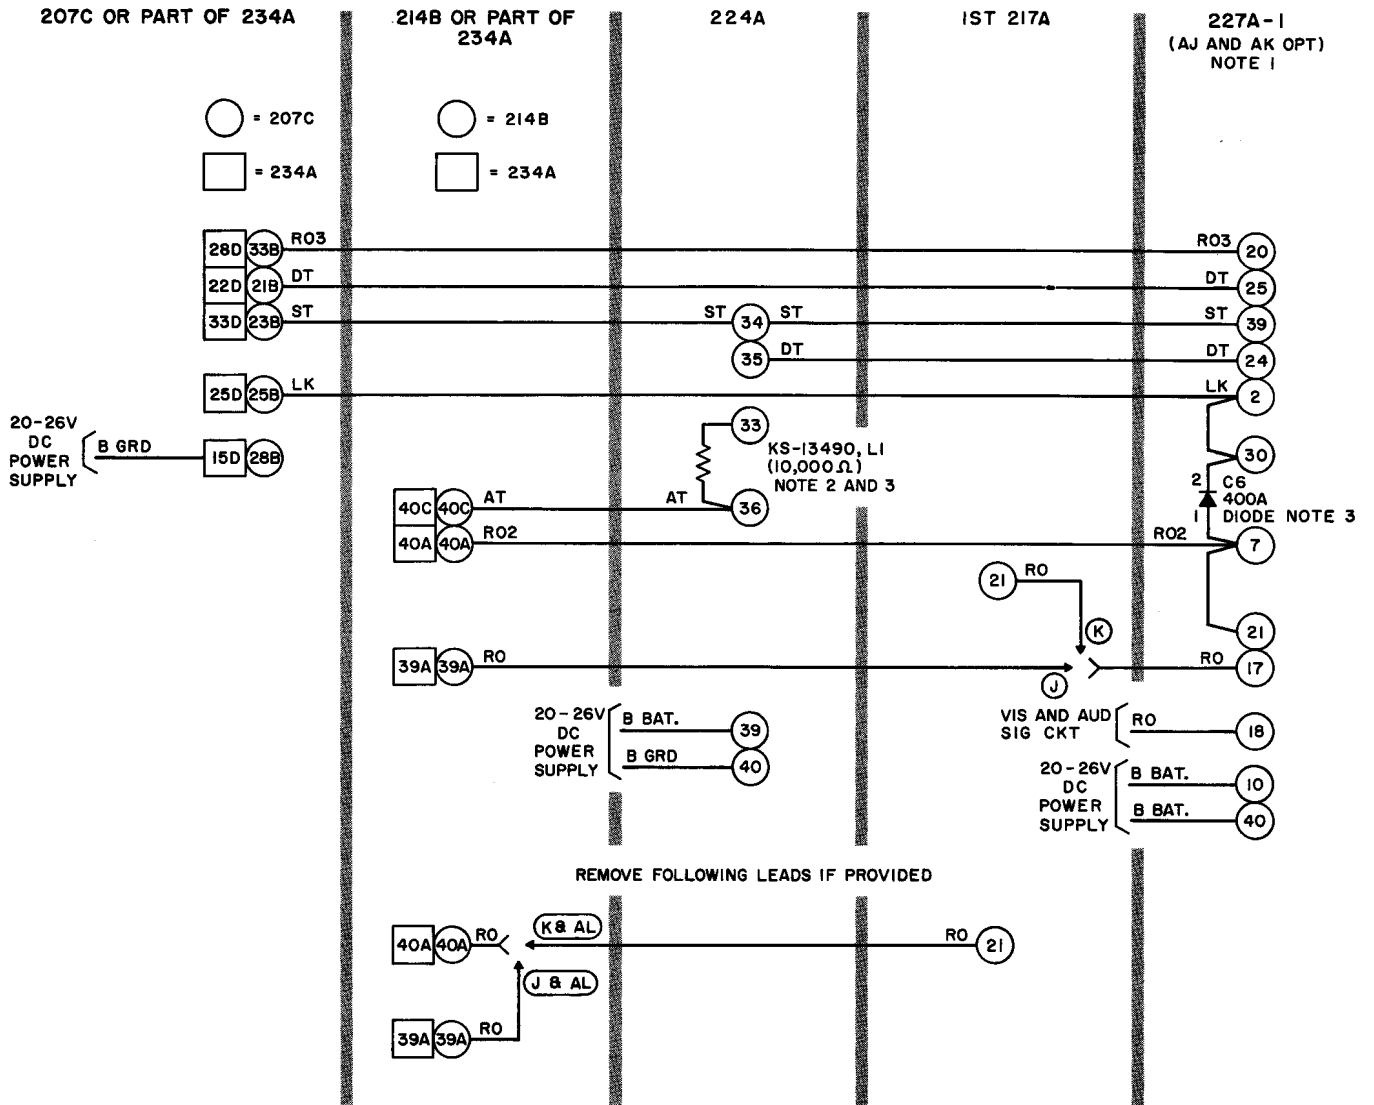 207C OR PART OF 234A
214B OR PART OF
234A
224A
1ST 217A
227A-1
(AJ AND AK OPT)
NOTE 1
= 207C
= 214B
= 234A
= 234A
28D 33B RO3 RO3 20
22D 21B DT DT 25
33D 23B ST ST 34 ST ST 39
35 DT DT 24
25D 25B LK LK 2
20-26V
DC
POWER
SUPPLY
B GRD 15D 28B
33
KS-13490, L1
(10,000Ω)
NOTE 2 AND 3
30
2 C6
400A
1 DIODE NOTE 3
40C 40C AT AT 36
40A 40A RO2 RO2 7
21 RO
K
21
39A 39A RO RO 17
J
20-26V
DC
POWER
SUPPLY
B BAT. 39
B GRD 40
VIS AND AUD
SIG CKT
RO 18
20-26V
DC
POWER
SUPPLY
B BAT. 10
B BAT. 40
REMOVE FOLLOWING LEADS IF PROVIDED
40A 40A RO K & AL RO 21
J & AL
39A 39A RO